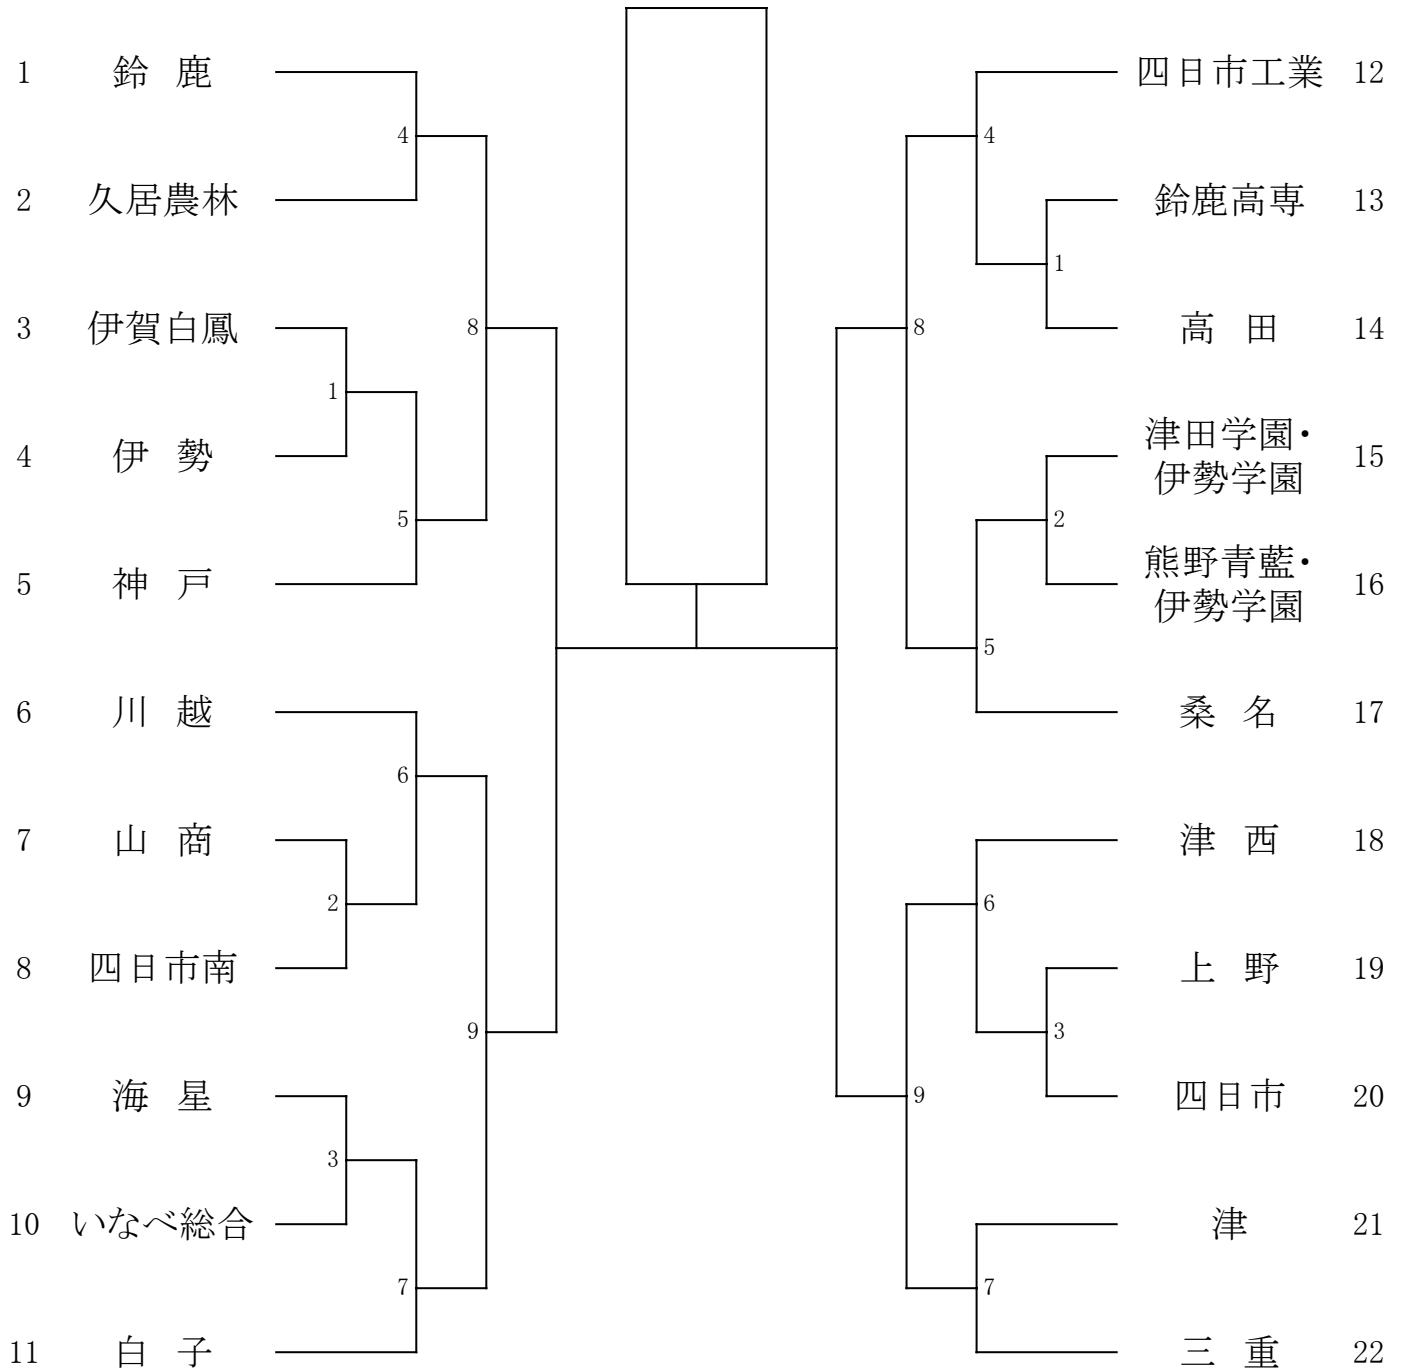 1 鈴 鹿
2 久居農林
3 伊賀白鳳
4 伊 勢
5 神 戸
6 川 越
7 山 商
8 四日市南
9 海 星
10 いなべ総合
11 白 子
4
1
5
8
6
2
3
7
9
四日市工業 12
鈴鹿高専 13
高 田 14
津田学園・
伊勢学園
15
熊野青藍・
伊勢学園
16
桑 名 17
津 西 18
上 野 19
四日市 20
津 21
三 重 22
4
1
8
2
5
6
3
9
7